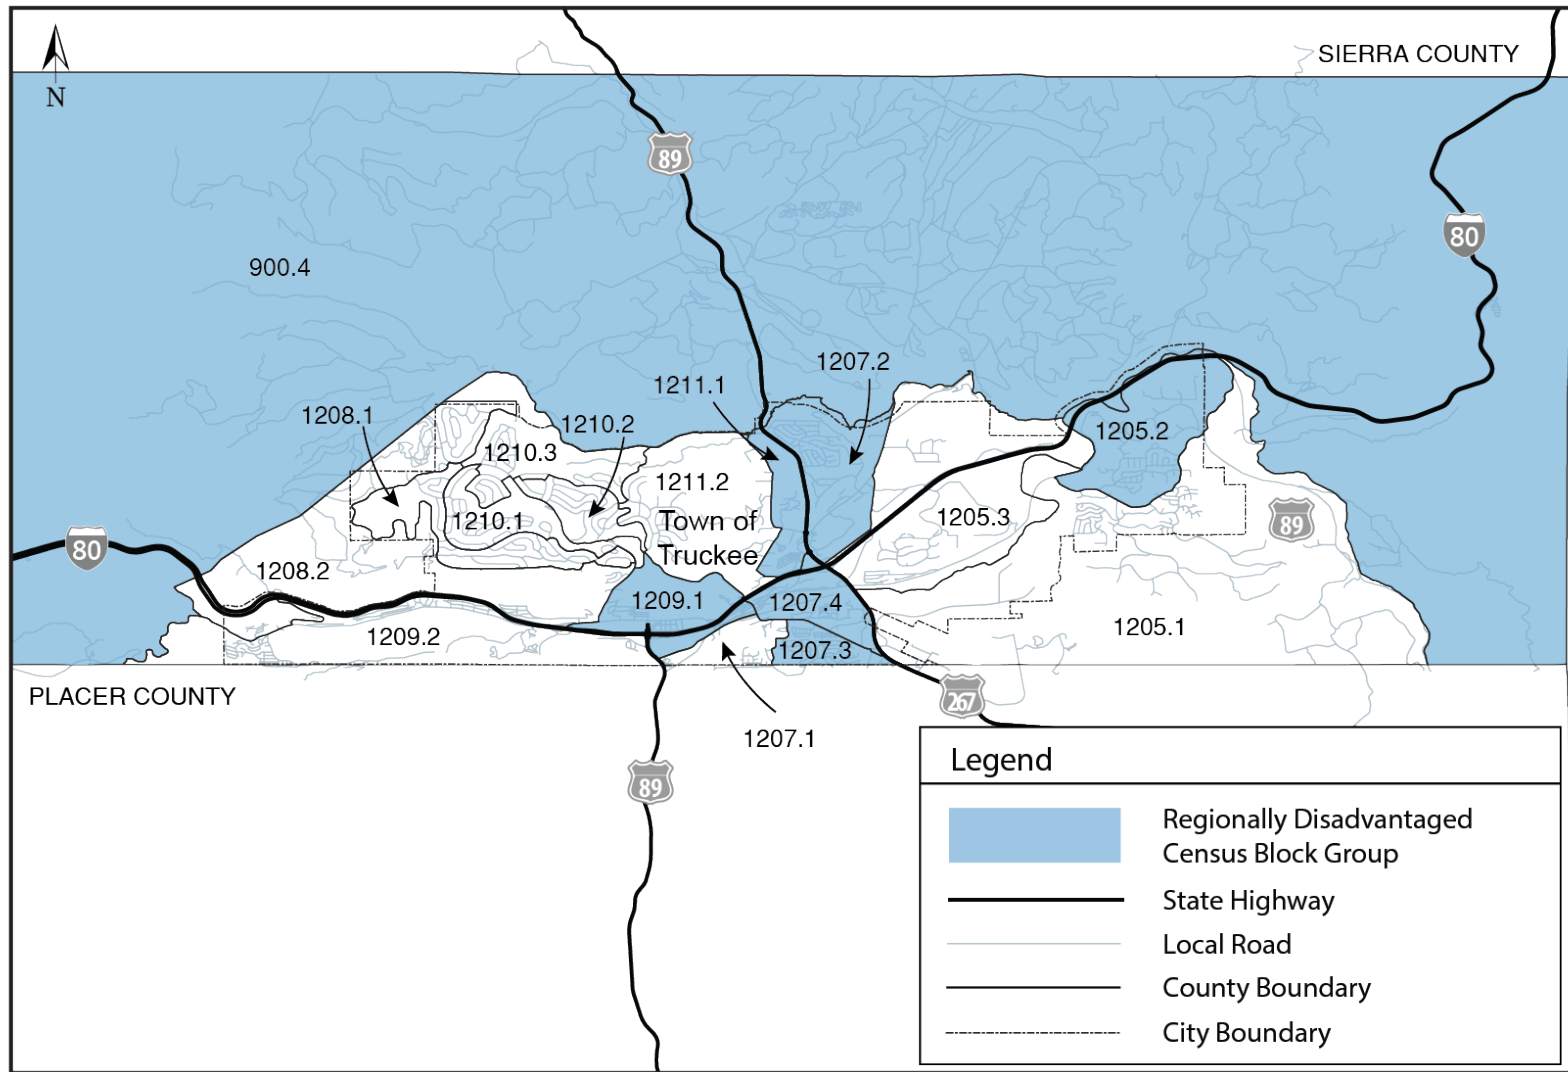 SIERRA COUNTY
N
89
80
900.4
1207.2
1211.1
1208.1
1210.2
1205.2
1210.3
1211.2
1210.1
Town of
Truckee
1205.3
89
80
1208.2
1209.1
1207.4
1209.2
1205.1
1207.3
PLACER COUNTY
267
1207.1
89
Legend
Regionally Disadvantaged
Census Block Group
State Highway
Local Road
County Boundary
City Boundary